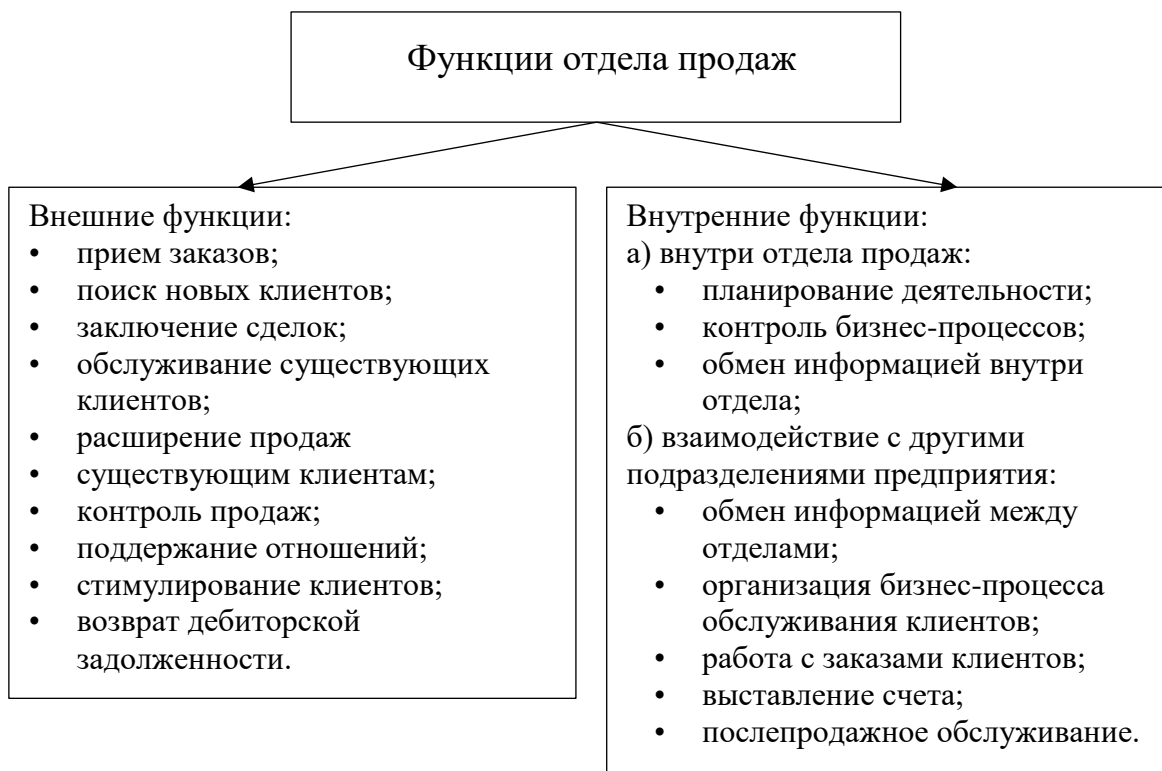 Функции отдела продаж
Внешние функции:
• прием заказов;
• поиск новых клиентов;
• заключение сделок;
• обслуживание существующих
клиентов;
• расширение продаж
• существующим клиентам;
• контроль продаж;
• поддержание отношений;
• стимулирование клиентов;
• возврат дебиторской
задолженности.
Внутренние функции:
а) внутри отдела продаж:
• планирование деятельности;
• контроль бизнес-процессов;
• обмен информацией внутри
отдела;
б) взаимодействие с другими
подразделениями предприятия:
• обмен информацией между
отделами;
• организация бизнес-процесса
обслуживания клиентов;
• работа с заказами клиентов;
• выставление счета;
• послепродажное обслуживание.